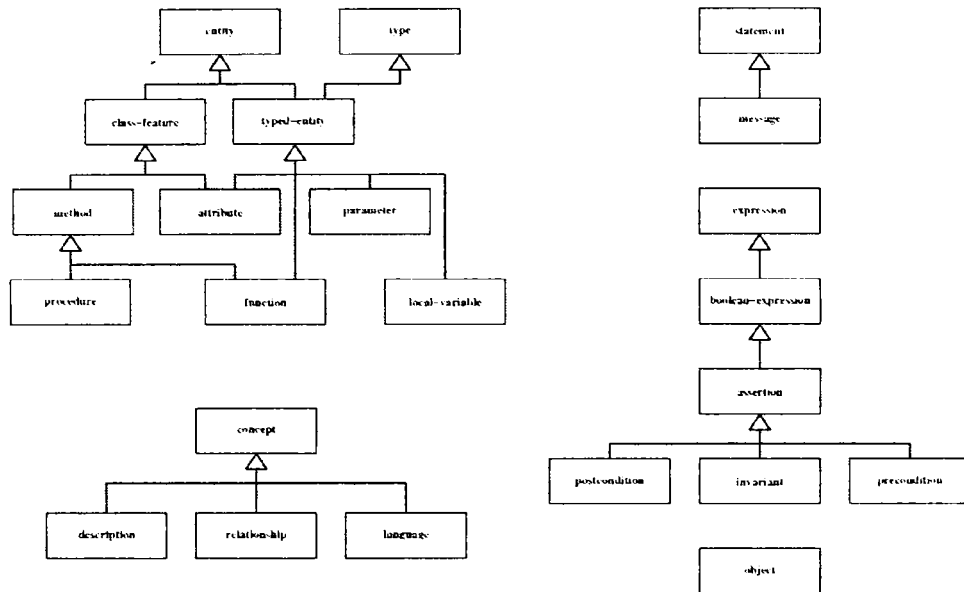 entity
type
statement
class-feature
typed-entity
message
method
attribute
parameter
expression
procedure
function
local-variable
boolean-expression
assertion
concept
postcondition
invariant
precondition
description
relationship
language
object